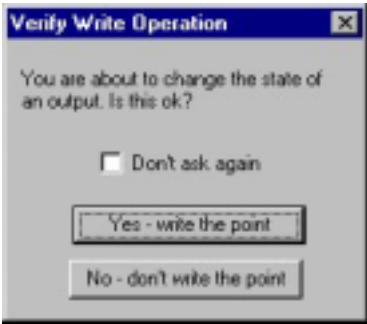 Verify Write Operation
You are about to change the state of
an output. Is this ok?
Don't ask again
Yes - write the point
No - don't write the point